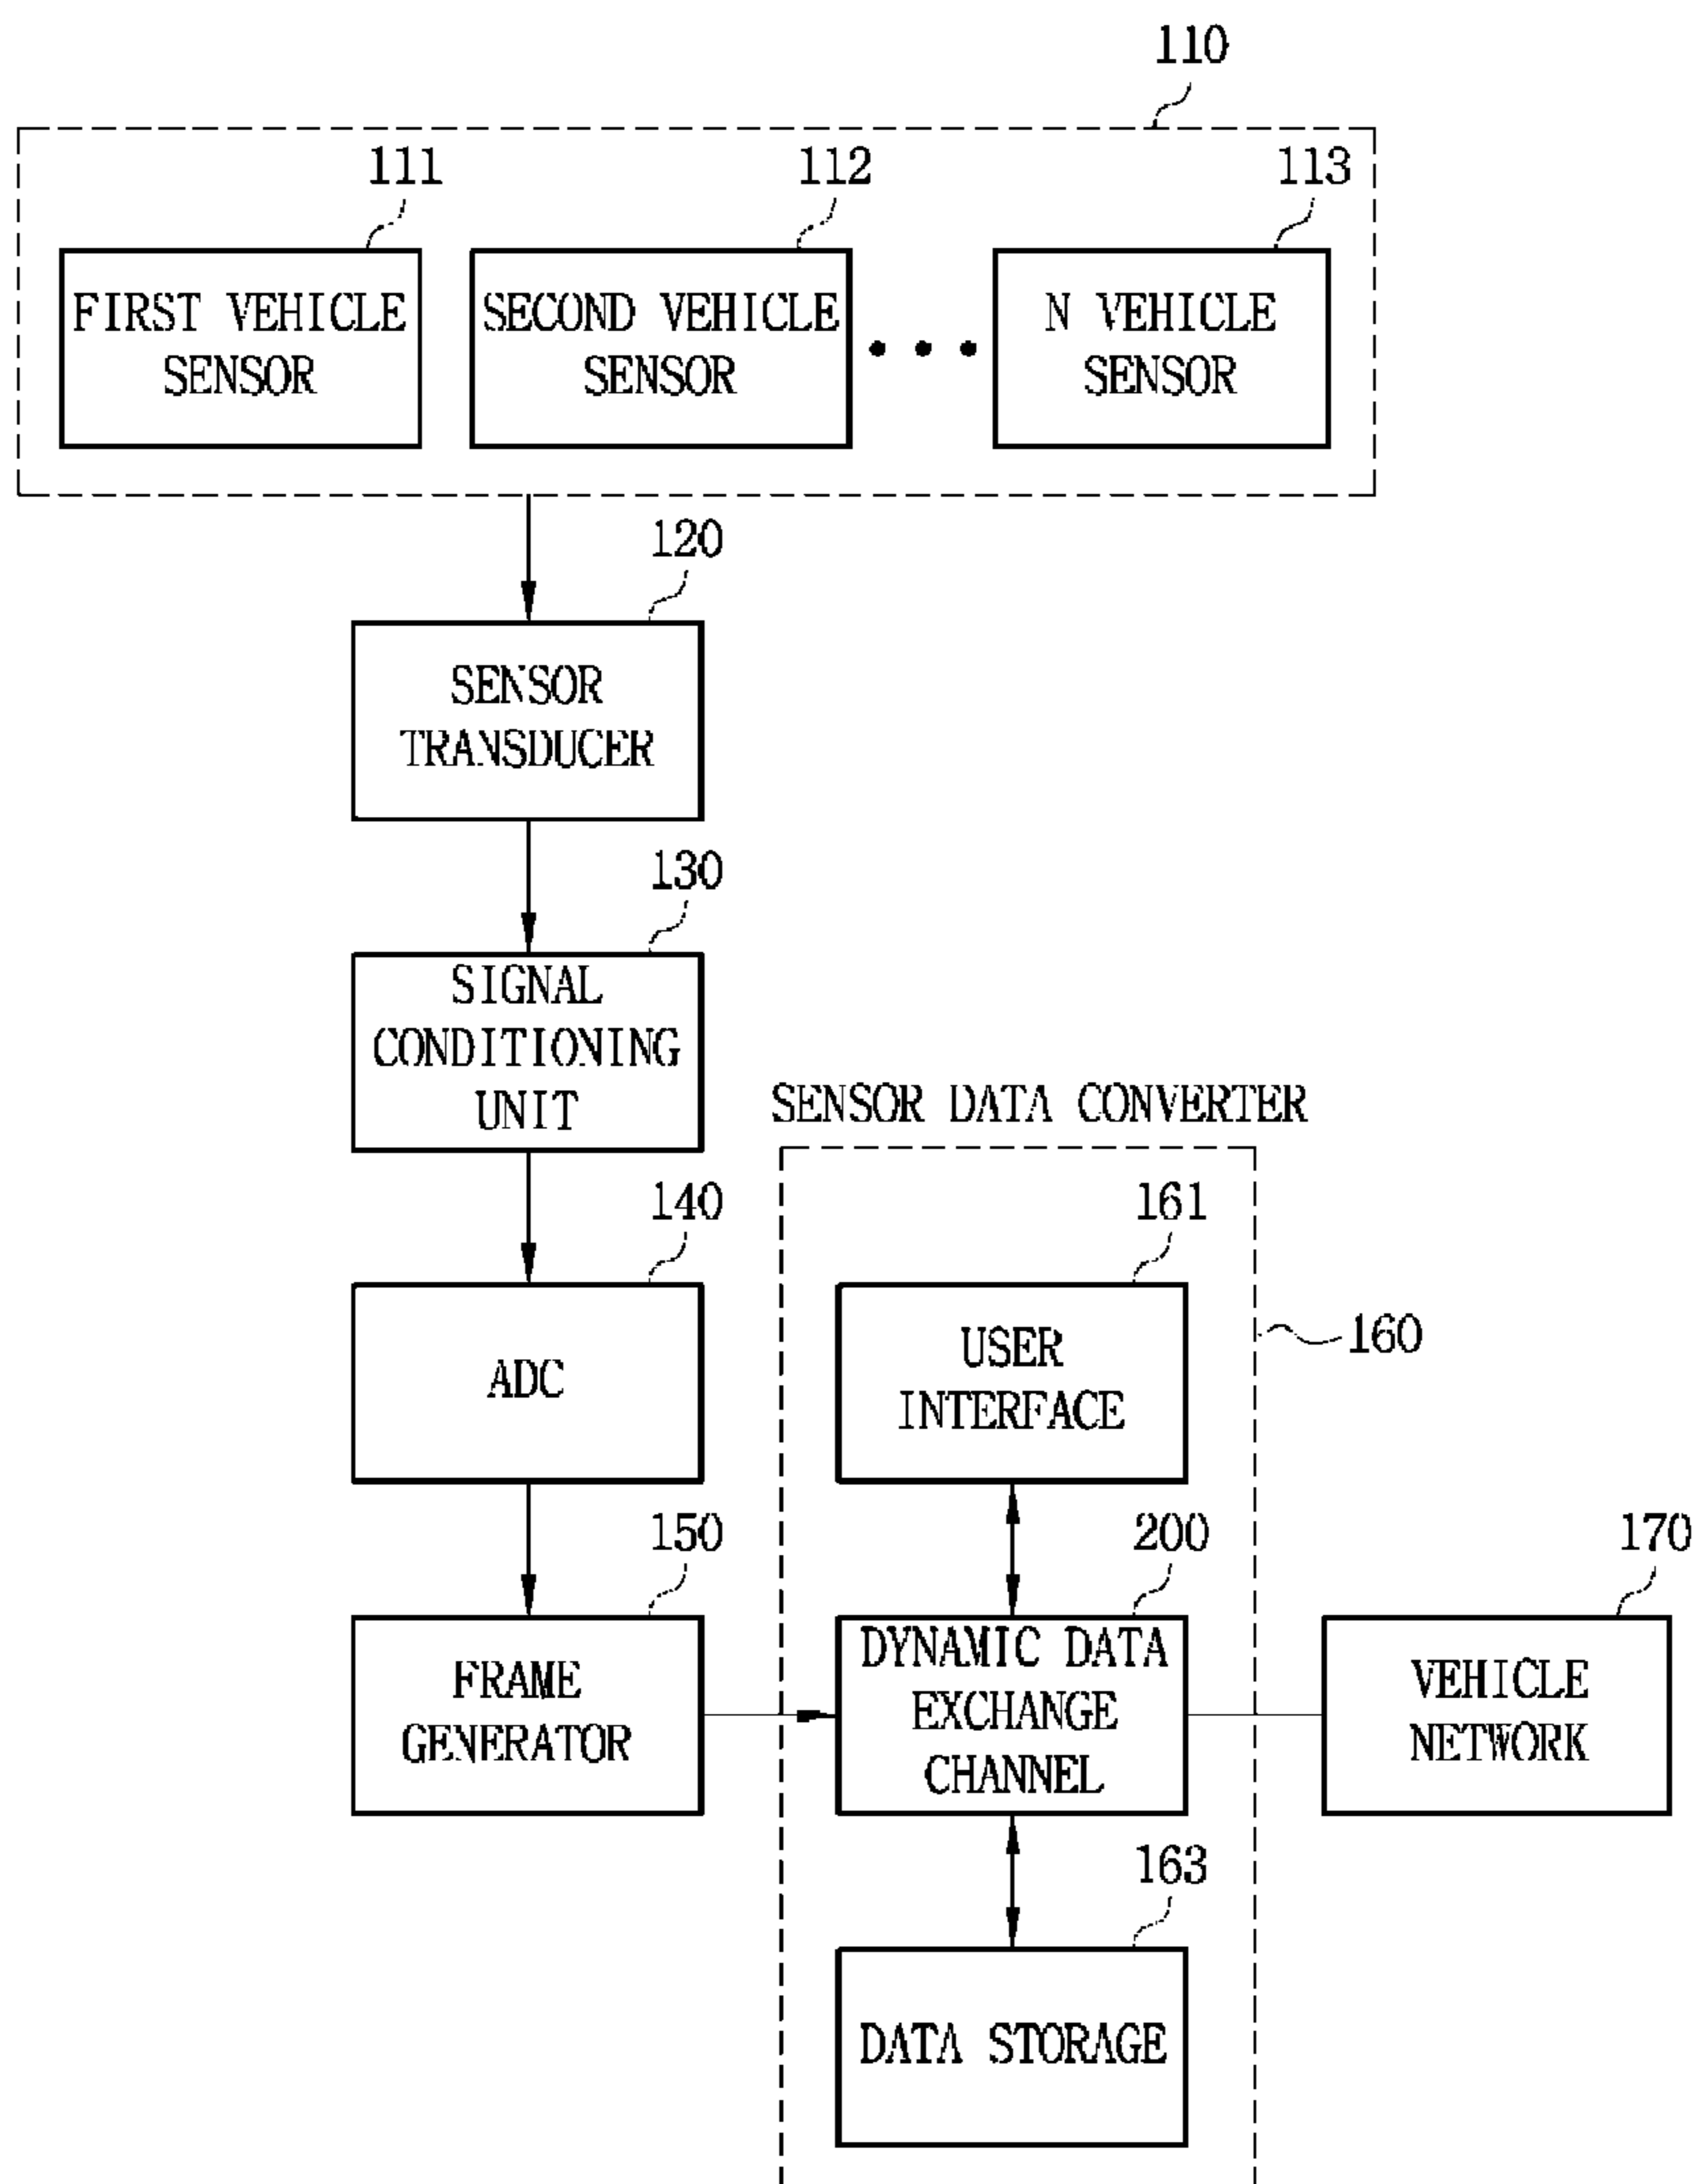 110
111
112
113
FIRST VEHICLE
SENSOR
SECOND VEHICLE
SENSOR
N VEHICLE
SENSOR
120
SENSOR
TRANSDUCER
130
SIGNAL
CONDITIONING
UNIT
SENSOR DATA CONVERTER
140
161
ADC
USER
INTERFACE
160
150
200
170
FRAME
GENERATOR
DYNAMIC DATA
EXCHANGE
CHANNEL
VEHICLE
NETWORK
163
DATA STORAGE